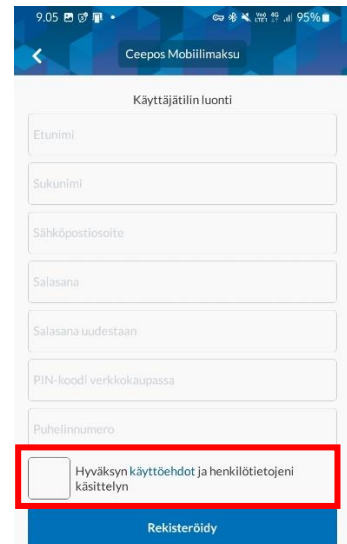 9.05 95%
Ceepos Mobiilimaksu
Käyttäjätilin luonti
Etunimi
Sukunimi
Sähköpostiosoite
Salasana
Salasana uudestaan
PIN-koodi verkkokaupassa
Puhelinnumero
Hyväksyn käyttöehdot ja henkilötietojeni
käsittelyn
Rekisteröidy